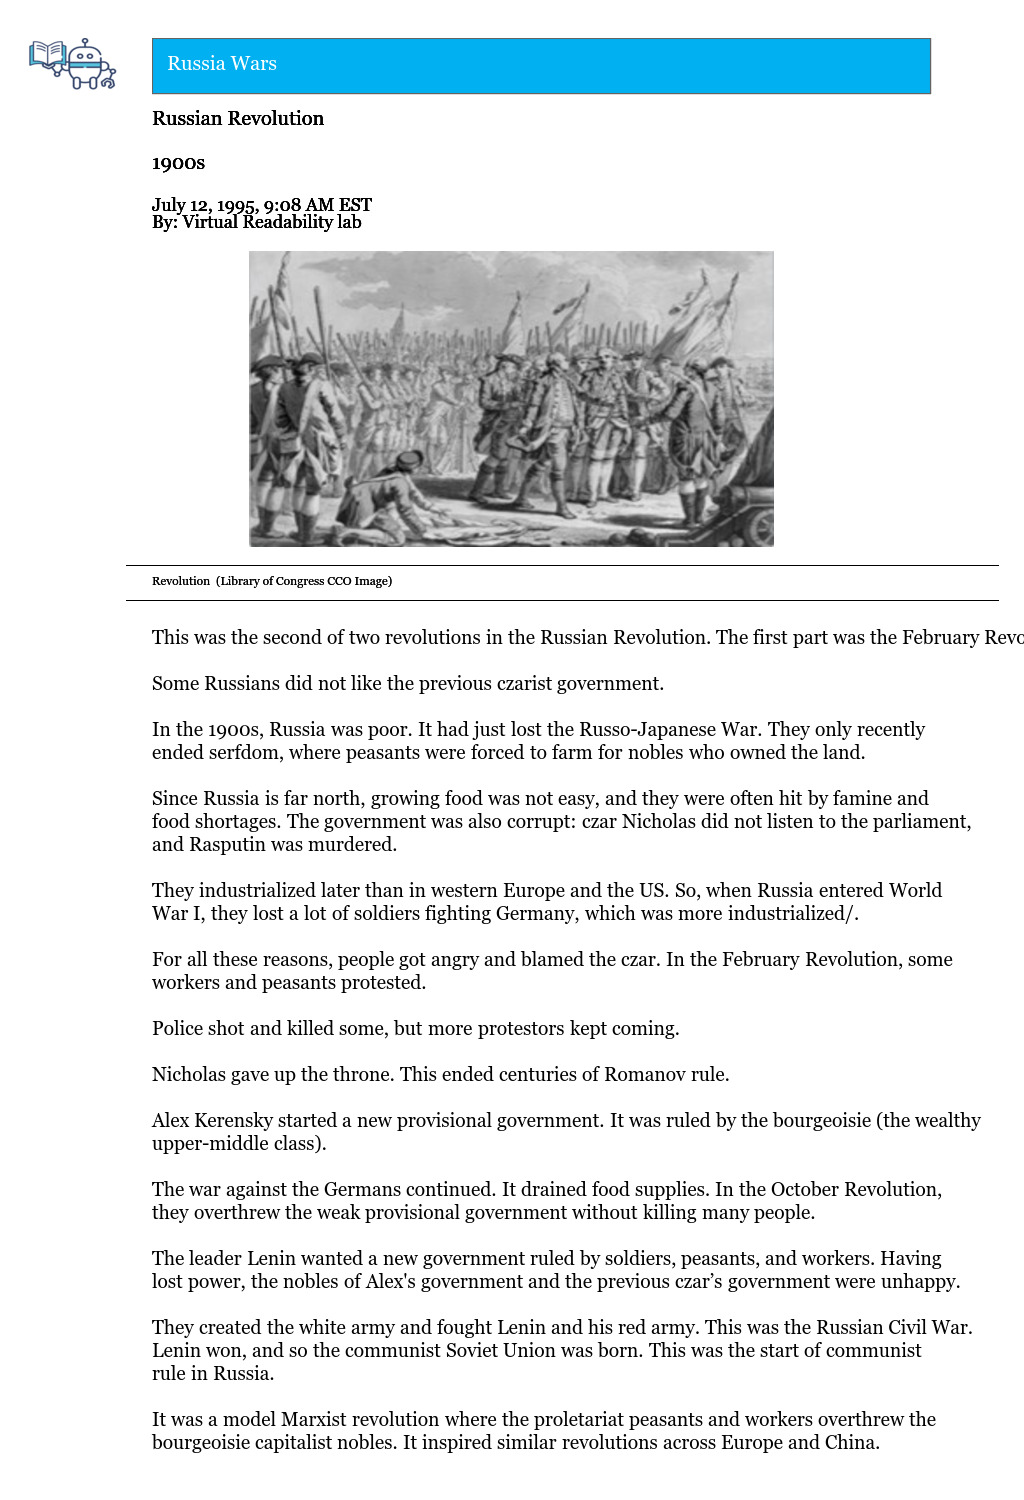 Russia Wars
Russian Revolution
1900s
July 12, 1995, 9:08 AM EST
By: Virtual Readability lab
Revolution (Library of Congress CCO Image)
This was the second of two revolutions in the Russian Revolution. The first part was the February
Some Russians did not like the previous czarist government.
In the 1900s, Russia was poor. It had just lost the Russo-Japanese War. They only recently
ended serfdom, where peasants were forced to farm for nobles who owned the land.
Since Russia is far north, growing food was not easy, and they were often hit by famine and
food shortages. The government was also corrupt: czar Nicholas did not listen to the parliament,
and Rasputin was murdered.
They industrialized later than in western Europe and the US. So, when Russia entered World
War I, they lost a lot of soldiers fighting Germany, which was more industrialized/.
For all these reasons, people got angry and blamed the czar. In the February Revolution, some
workers and peasants protested.
Police shot and killed some, but more protestors kept coming.
Nicholas gave up the throne. This ended centuries of Romanov rule.
Alex Kerensky started a new provisional government. It was ruled by the bourgeoisie (the wealthy
upper-middle class).
The war against the Germans continued. It drained food supplies. In the October Revolution,
they overthrew the weak provisional government without killing many people.
The leader Lenin wanted a new government ruled by soldiers, peasants, and workers. Having
lost power, the nobles of Alex's government and the previous czar’s government were unhappy.
They created the white army and fought Lenin and his red army. This was the Russian Civil War.
Lenin won, and so the communist Soviet Union was born. This was the start of communist
rule in Russia.
It was a model Marxist revolution where the proletariat peasants and workers overthrew the
bourgeoisie capitalist nobles. It inspired similar revolutions across Europe and China.